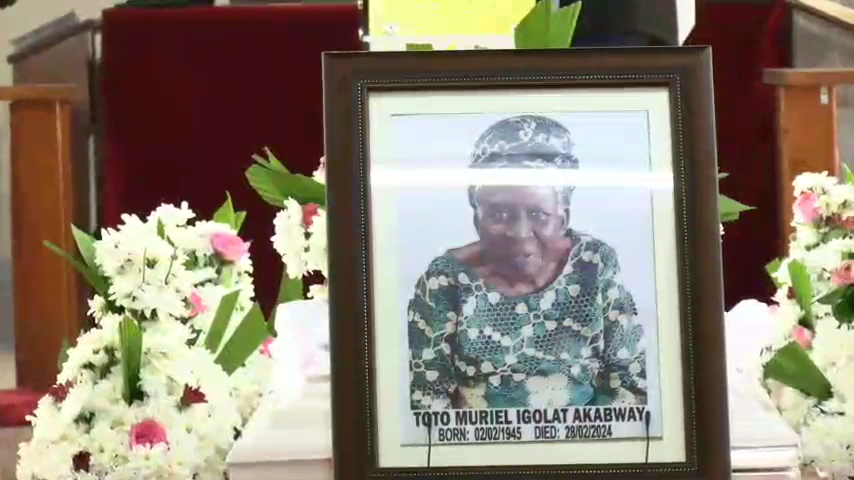 TOTO MURIEL IGOLAT AKABWAY
BORN: 02/02/1945 DIED: 28/02/2024